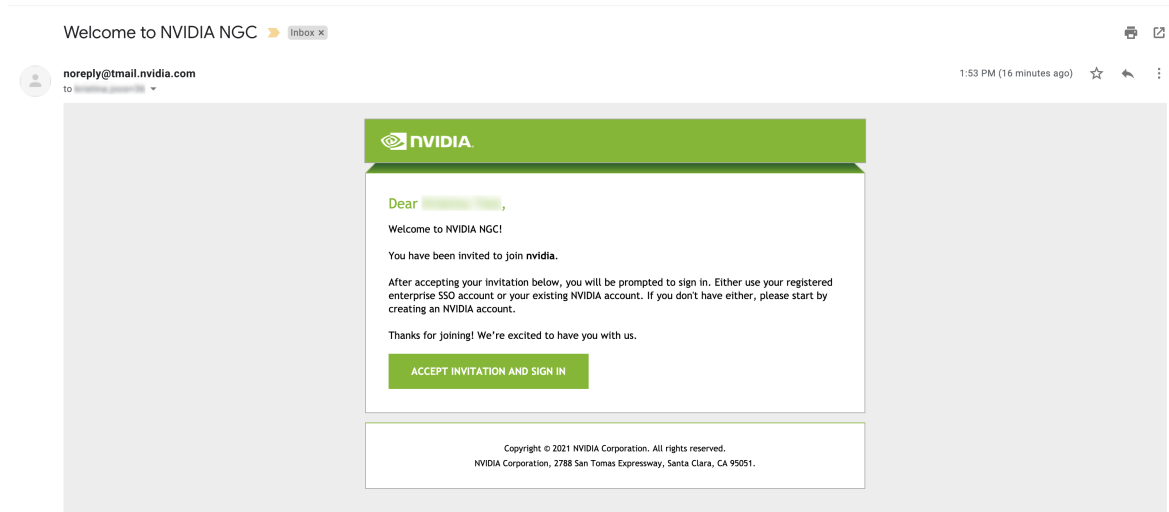 Welcome to NVIDIA NGC
Inbox ×
noreply@tmail.nvidia.com
1:53 PM (16 minutes ago)
to
NVIDIA.
Dear ,
Welcome to NVIDIA NGC!
You have been invited to join nvidia.
After accepting your invitation below, you will be prompted to sign in. Either use your registered
enterprise SSO account or your existing NVIDIA account. If you don't have either, please start by
creating an NVIDIA account.
Thanks for joining! We're excited to have you with us.
ACCEPT INVITATION AND SIGN IN
Copyright © 2021 NVIDIA Corporation. All rights reserved.
NVIDIA Corporation, 2788 San Tomas Expressway, Santa Clara, CA 95051.